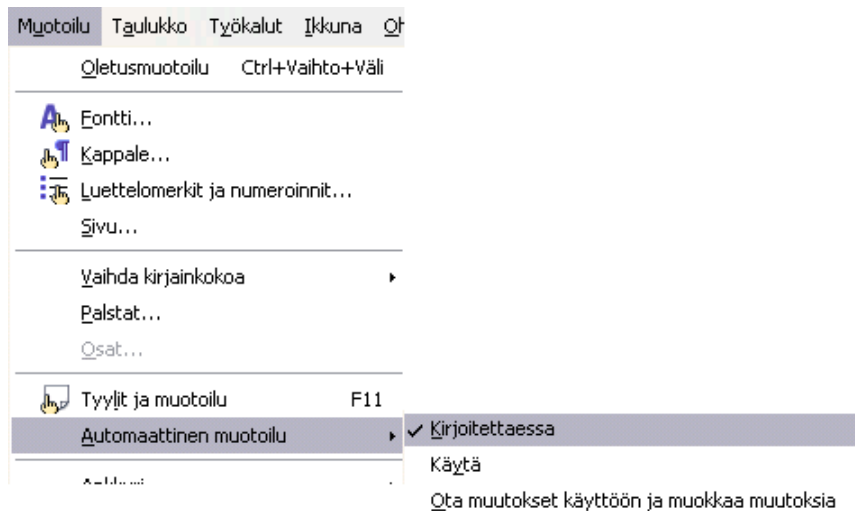 Muotoilu Taulukko Työkalut Ikkuna
Oletusmuotoilu Ctrl+Vaihto+Väli
Fontti...
Kappale...
Luettelomerkit ja numeroinnit...
Sivu...
Vaihda kirjainkokoa
Palstat...
Osat...
Tyylit ja muotoilu F11
Automaattinen muotoilu
Kirjoitettaessa
Käytä
Ota muutokset käyttöön ja muokkaa muutoksia